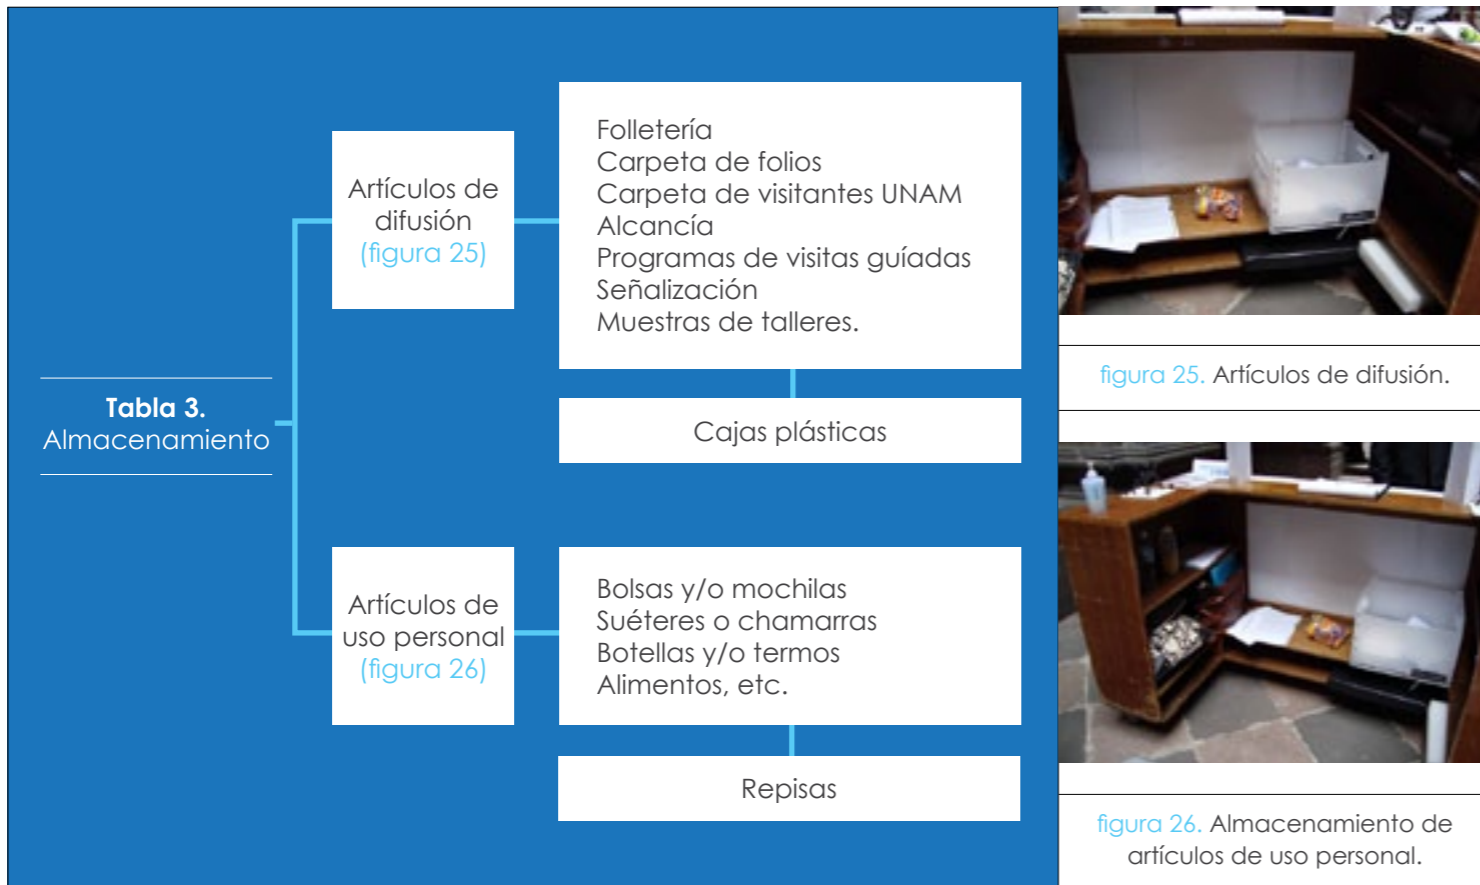 Tabla 3.
Almacenamiento
Artículos de
difusión
(figura 25)
Folletería
Carpeta de folios
Carpeta de visitantes UNAM
Alcancía
Programas de visitas guíadas
Señalización
Muestras de talleres.
Cajas plásticas
Artículos de
uso personal
(figura 26)
Bolsas y/o mochilas
Suéteres o chamarras
Botellas y/o termos
Alimentos, etc.
Repisas
figura 25. Artículos de difusión.
figura 26. Almacenamiento de
artículos de uso personal.